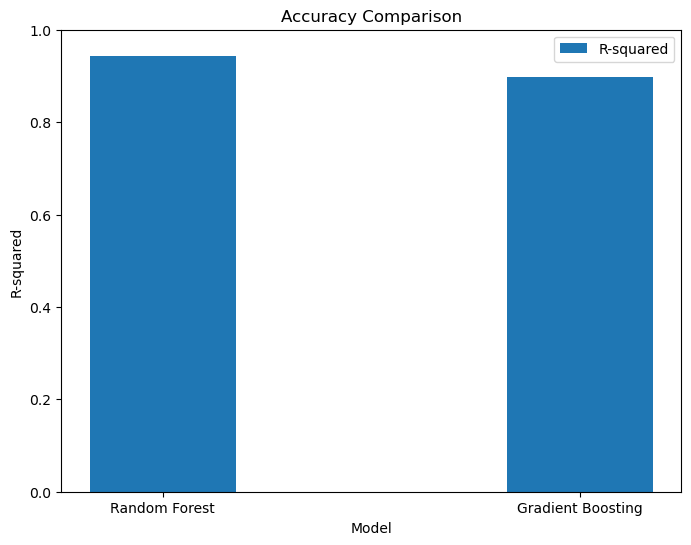 Accuracy Comparison
R-squared
1.0
0.8
0.6
0.4
0.2
0.0
R-squared
Random Forest
Gradient Boosting
Model